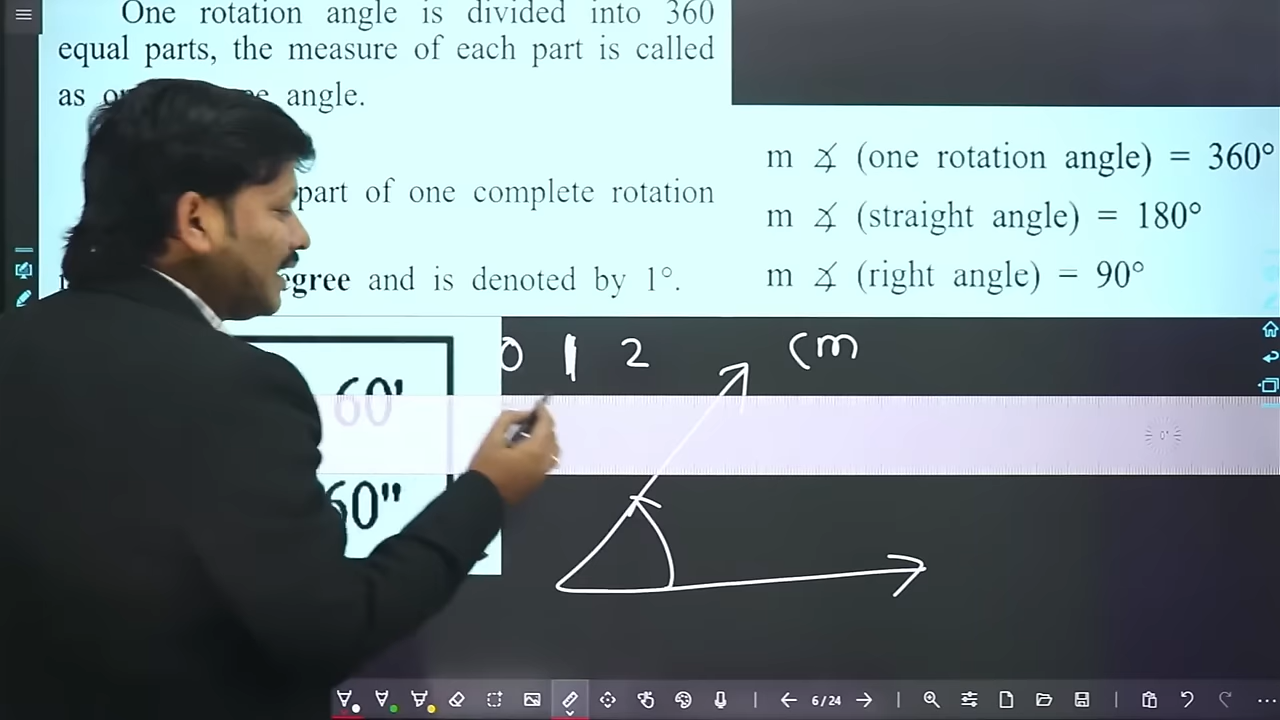 One rotation angle is divided into 360
equal parts, the measure of each part is called
as angle.
part of one complete rotation
egree and is denoted by 1°.
m ∡ (one rotation angle) = 360°
m ∡ (straight angle) = 180°
m ∡ (right angle) = 90°
0 1 2 cm
60'
60"
0°
6/24